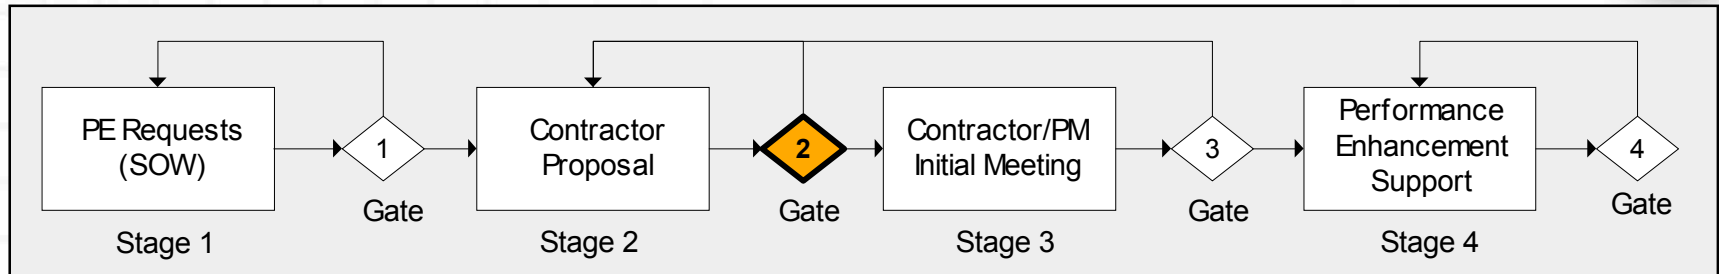 PE Requests
(SOW)
1
Gate
Stage 1
Contractor
Proposal
2
Gate
Stage 2
Contractor/PM
Initial Meeting
3
Gate
Stage 3
Performance
Enhancement
Support
4
Gate
Stage 4